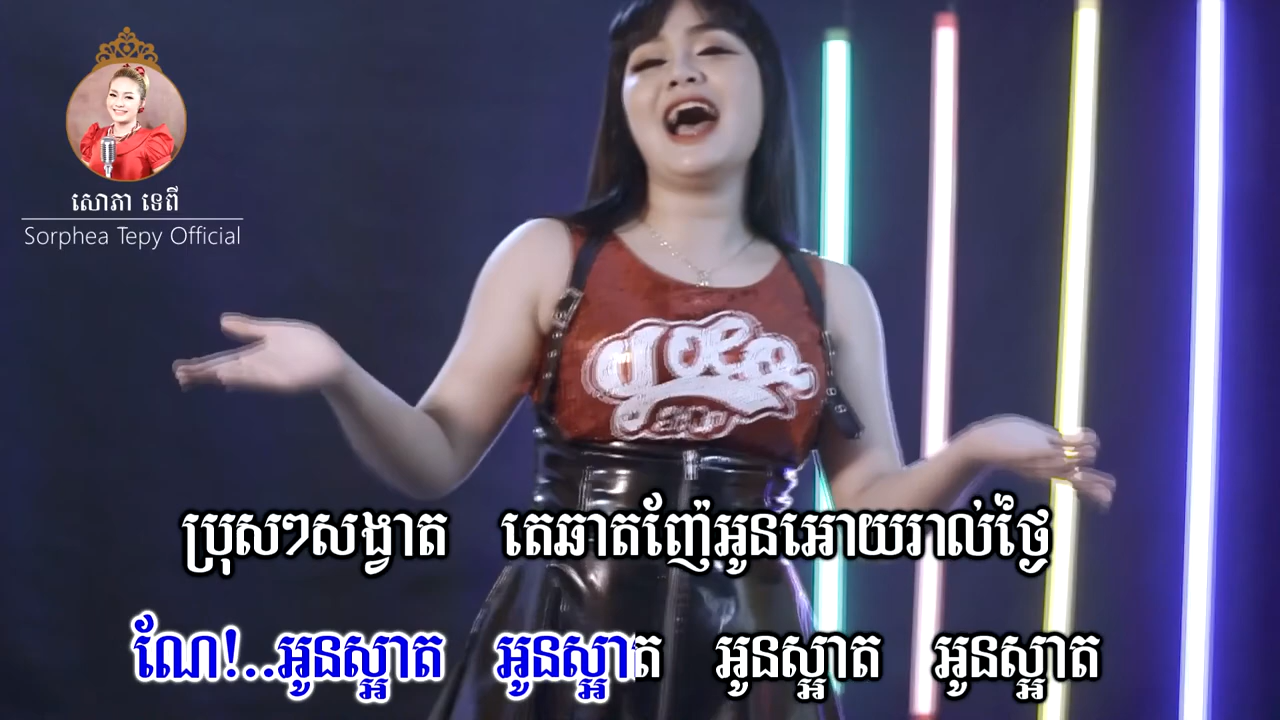 សោភា ទេពី
Sorphea Tepy Official
ប្រុសៗសង្វាត តេឆាតញ៉ែអូនអោយរាល់ថ្ងៃ
ណែ៎!..អូនស្អាត អូនស្អាត អូនស្អាត អូនស្អាត